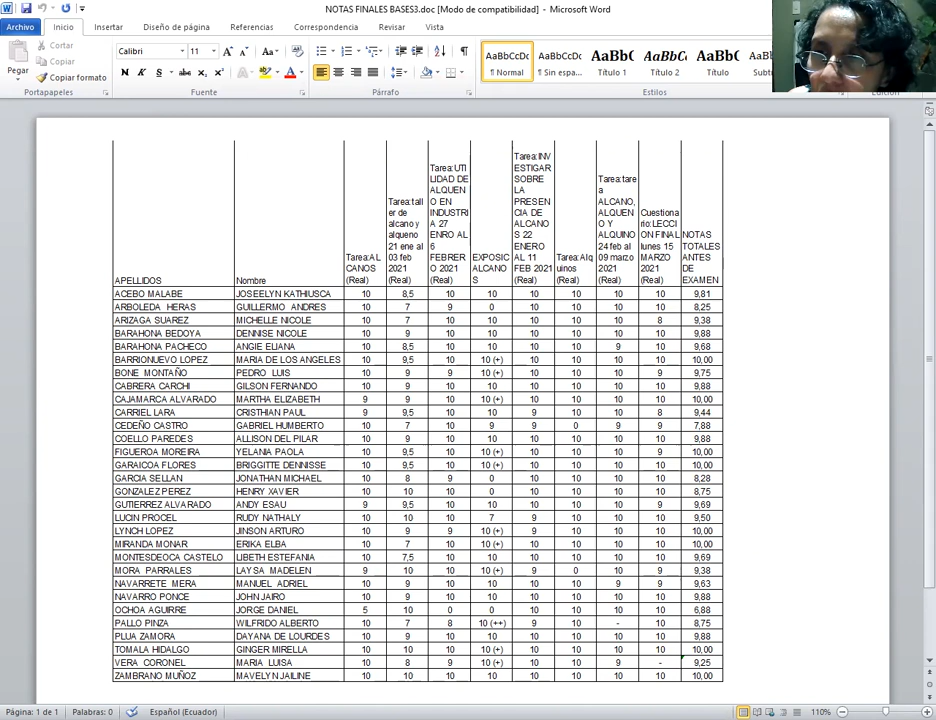 NOTAS FINALES BASES3.doc [Modo de compatibilidad] - Microsoft Word
Archivo Inicio Insertar Diseño de página Referencias Correspondencia Revisar Vista
Cortar
Copiar
Pegar Copiar formato
Calibri 11
N K S abc
AaBbCcDc AaBbCcDc AaBbC AaBbCc AaBbC
¶ Normal ¶ Sin espa... Título 1 Título 2 Título
Portapapeles Fuente Párrafo Estilos
APELLIDOS
Nombre
Tarea:AL
CANOS
(Real)
Tarea:tall
er de
alcano y
alqueno
21 ene al
03 feb
2021
(Real)
Tarea:UTI
LIDAD DE
ALQUEN
O EN
INDUSTRI
A 27
ENRO AL
6
FEBRER
O 2021
(Real)
EXPOSIC
ALCANO
S
Tarea:INV
ESTIGAR
SOBRE
LA
PRESEN
CIA DE
ALCANO
S 22
ENERO
AL 11
FEB 2021
(Real)
Tarea:Alq
uinos
(Real)
Tarea:tare
a
ALCANO,
ALQUEN
O Y
ALQUINO
24 feb al
09 marzo
2021
(Real)
Cuestiona
rio:LECCI
ON FINAL
lunes 15
MARZO
2021
(Real)
NOTAS
TOTALES
ANTES
DE
EXAMEN
ACEBO MALABE JOSEELYN KATHIUSCA 10 8,5 10 10 10 10 10 10 9,81
ARBOLEDA HERAS GUILLERMO ANDRES 10 7 9 0 10 10 10 10 8,25
ARIZAGA SUAREZ MICHELLE NICOLE 10 7 10 10 10 10 10 8 9,38
BARAHONA BEDOYA DENNISE NICOLE 10 9 10 10 10 10 10 10 9,88
BARAHONA PACHECO ANGIE ELIANA 10 8,5 10 10 10 10 9 10 9,68
BARRIONUEVO LOPEZ MARIA DE LOS ANGELES 10 9,5 10 10 (+) 10 10 10 10 10,00
BONE MONTAÑO PEDRO LUIS 10 9 9 10 (+) 10 10 10 9 9,75
CABRERA CARCHI GILSON FERNANDO 10 9 10 10 10 10 10 10 9,88
CAJAMARCA ALVARADO MARTHA ELIZABETH 9 9 10 10 (+) 10 10 10 10 10,00
CARRIEL LARA CRISTHIAN PAUL 9 9,5 10 10 9 10 10 8 9,44
CEDEÑO CASTRO GABRIEL HUMBERTO 10 7 10 9 9 0 9 9 7,88
COELLO PAREDES ALLISON DEL PILAR 10 9 10 10 10 10 10 10 9,88
FIGUEROA MOREIRA YELANIA PAOLA 10 9,5 10 10 (+) 10 10 10 9 10,00
GARAICOA FLORES BRIGGITTE DENNISSE 10 9,5 10 10 (+) 10 10 10 10 10,00
GARCIA SELLAN JONATHAN MICHAEL 10 8 9 0 10 10 10 10 8,28
GONZALEZ PEREZ HENRY XAVIER 10 10 10 0 10 10 10 10 8,75
GUTIERREZ ALVARADO ANDY ESAU 9 9,5 10 10 10 10 10 9 9,69
LUCIN PROCEL RUDY NATHALY 10 10 10 7 9 10 10 10 9,50
LYNCH LOPEZ JINSON ARTURO 10 9 9 10 (+) 9 10 10 10 10,00
MIRANDA MONAR ERIKA ELBA 10 7 10 10 (+) 10 10 10 10 10,00
MONTESDEOCA CASTELO LIBETH ESTEFANIA 10 7,5 10 10 10 10 10 10 9,69
MORA PARRALES LAYSA MADELEN 9 10 10 10 (+) 9 0 10 9 9,38
NAVARRETE MERA MANUEL ADRIEL 10 9 10 10 10 10 9 9 9,63
NAVARRO PONCE JOHN JAIRO 10 9 10 10 10 10 10 10 9,88
OCHOA AGUIRRE JORGE DANIEL 5 10 0 0 10 10 10 10 6,88
PALLO PINZA WILFRIDO ALBERTO 10 7 8 10 (++) 9 10 - 10 8,75
PLUA ZAMORA DAYANA DE LOURDES 10 9 10 10 10 10 10 10 9,88
TOMALA HIDALGO GINGER MIRELLA 10 10 10 10 (+) 10 10 10 10 10,00
VERA CORONEL MARIA LUISA 10 8 9 10 (+) 10 10 9 - 9,25
ZAMBRANO MUÑOZ MAVELYN JAILINE 10 10 10 10 10 10 10 10 10,00
Página: 1 de 1 Palabras: 0 Español (Ecuador) 110%